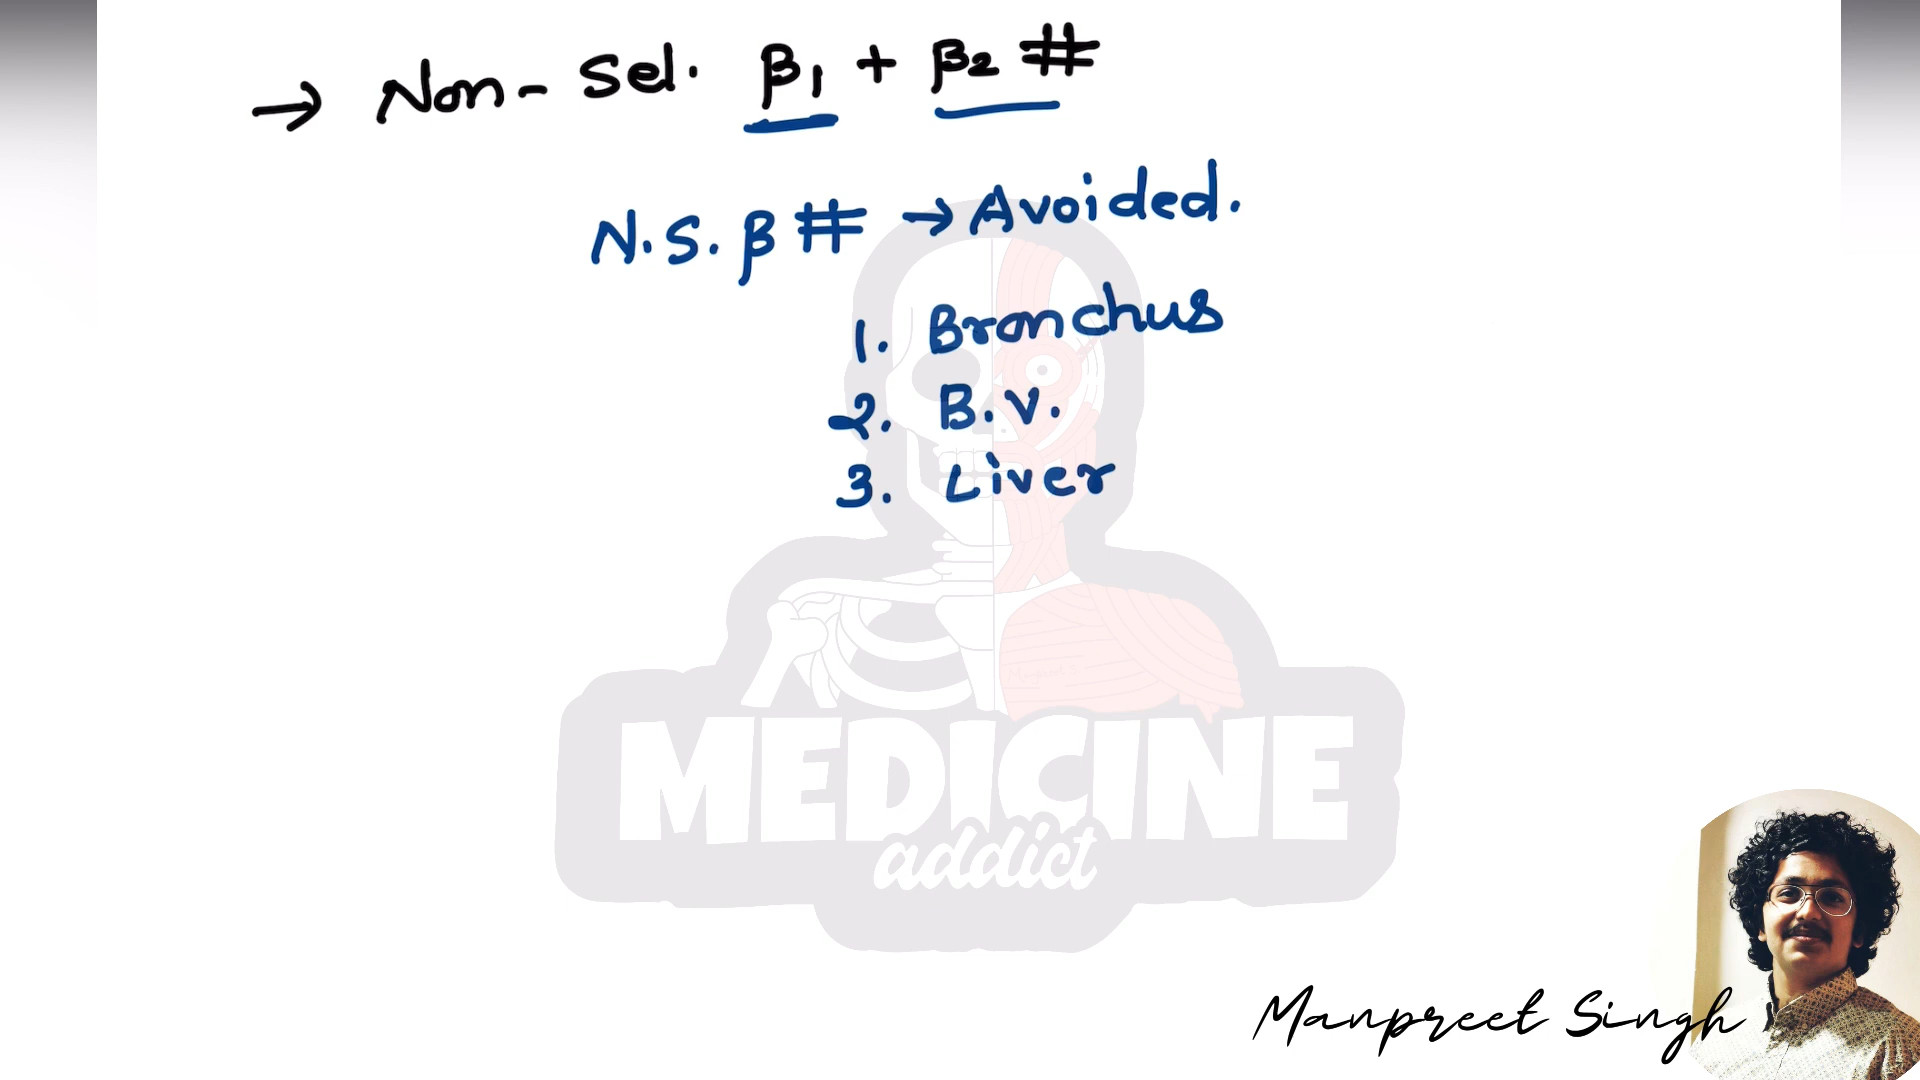 → Non- Sel. β1 + β2 #
N.S. β # → Avoided.
1. Bronchus
2. B.V.
3. Liver
MEDICINE
addict
Manpreet Singh